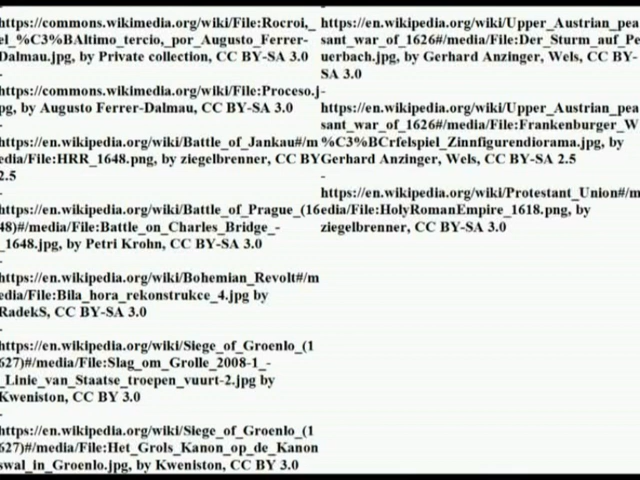 https://commons.wikimedia.org/wiki/File:Rocroi,_
el_%C3%BAltimo_tercio,_por_Augusto_Ferrer-
Dalmau.jpg, by Private collection, CC BY-SA 3.0
-
https://commons.wikimedia.org/wiki/File:Proceso.j
pg, by Augusto Ferrer-Dalmau, CC BY-SA 3.0
-
https://en.wikipedia.org/wiki/Battle_of_Jankau#/m
edia/File:HRR_1648.png, by ziegelbrenner, CC BY
2.5
-
https://en.wikipedia.org/wiki/Battle_of_Prague_(16
48)#/media/File:Battle_on_Charles_Bridge_-
_1648.jpg, by Petri Krohn, CC BY-SA 3.0
-
https://en.wikipedia.org/wiki/Bohemian_Revolt#/m
edia/File:Bila_hora_rekonstrukce_4.jpg by
RadekS, CC BY-SA 3.0
-
https://en.wikipedia.org/wiki/Siege_of_Groenlo_(1
627)#/media/File:Slag_om_Grolle_2008-1_-
_Linie_van_Staatse_troepen_vuurt-2.jpg by
Kweniston, CC BY 3.0
-
https://en.wikipedia.org/wiki/Siege_of_Groenlo_(1
627)#/media/File:Het_Grols_Kanon_op_de_Kanon
swal_in_Groenlo.jpg, by Kweniston, CC BY 3.0
https://en.wikipedia.org/wiki/Upper_Austrian_pea
sant_war_of_1626#/media/File:Der_Sturm_auf_Pe
uerbach.jpg, by Gerhard Anzinger, Wels, CC BY-
SA 3.0
-
https://en.wikipedia.org/wiki/Upper_Austrian_pea
sant_war_of_1626#/media/File:Frankenburger_W
%C3%BCrfelspiel_Zinnfigurendiorama.jpg, by
Gerhard Anzinger, Wels, CC BY-SA 2.5
-
https://en.wikipedia.org/wiki/Protestant_Union#/m
edia/File:HolyRomanEmpire_1618.png, by
ziegelbrenner, CC BY-SA 3.0